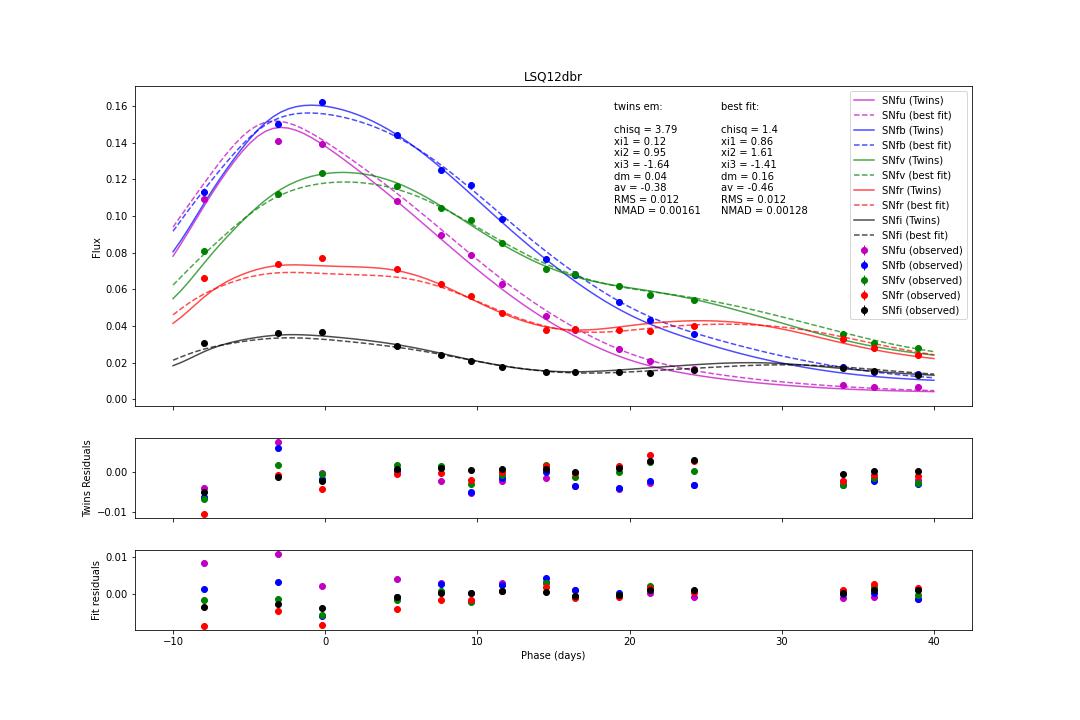 LSQ12dbr
Flux
0.16
0.14
0.12
0.10
0.08
0.06
0.04
0.02
0.00
twins em:
chisq = 3.79
xi1 = 0.12
xi2 = 0.95
xi3 = -1.64
dm = 0.04
av = -0.38
RMS = 0.012
NMAD = 0.00161
best fit:
chisq = 1.4
xi1 = 0.86
xi2 = 1.61
xi3 = -1.41
dm = 0.16
av = -0.46
RMS = 0.012
NMAD = 0.00128
SNfu (Twins)
SNfu (best fit)
SNfb (Twins)
SNfb (best fit)
SNfv (Twins)
SNfv (best fit)
SNfr (Twins)
SNfr (best fit)
SNfi (Twins)
SNfi (best fit)
SNfu (observed)
SNfb (observed)
SNfv (observed)
SNfr (observed)
SNfi (observed)
Twins Residuals
0.00
−0.01
Fit residuals
0.01
0.00
−10
0
10
20
30
40
Phase (days)